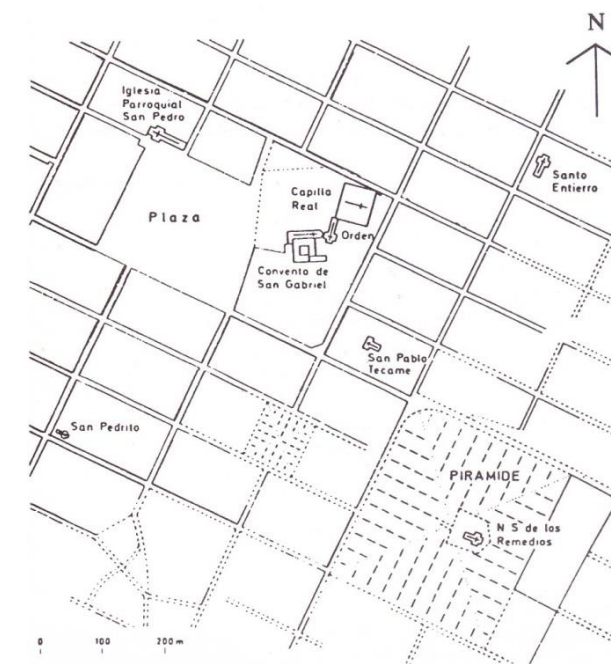 N
Iglesia
Parroquial
San Pedro
Santo
Entierro
Capilla
Real
Plaza
Orden
Convento de
San Gabriel
San Pablo
Tecame
San Pedrito
PIRAMIDE
N S de los
Remedios
0 100 200 m